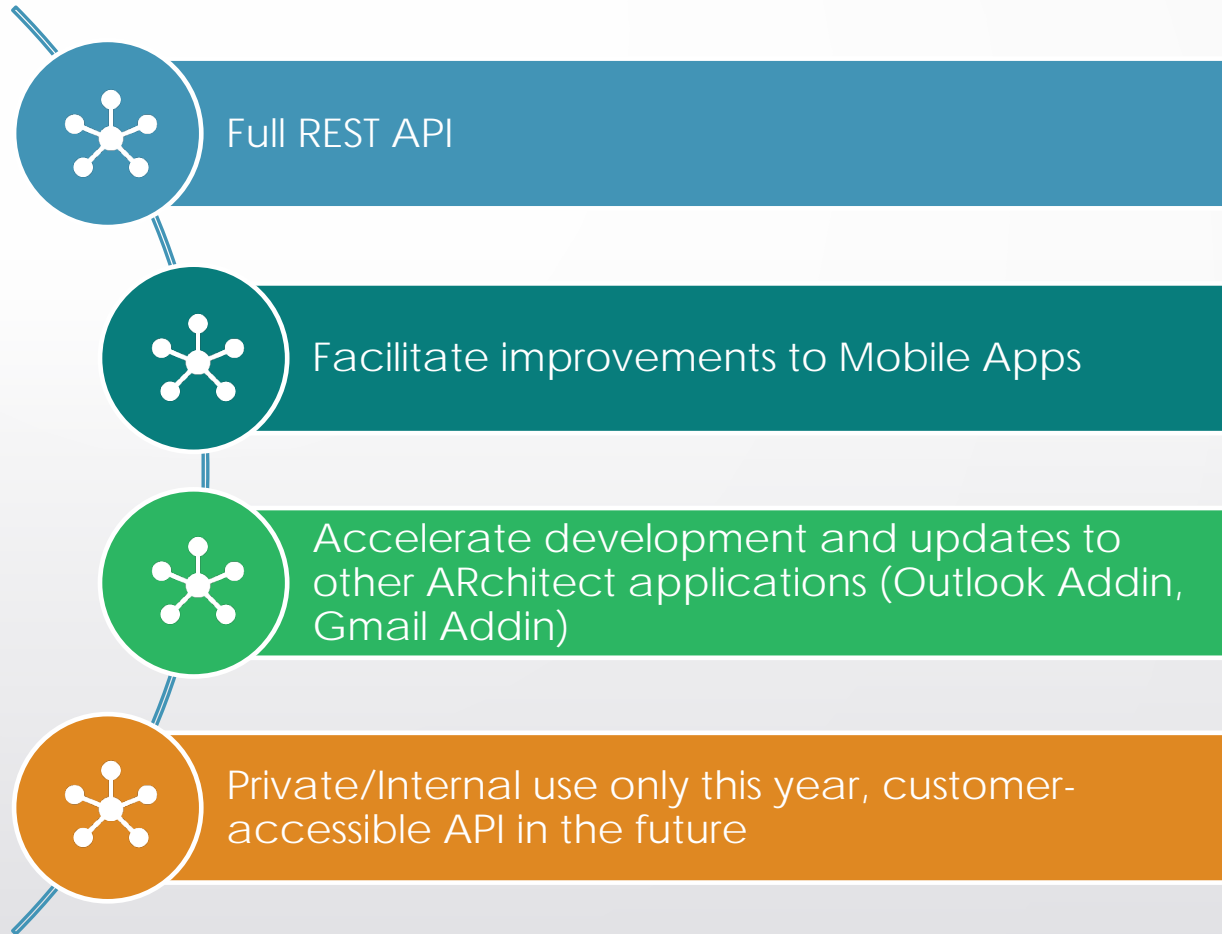 Full REST API
Facilitate improvements to Mobile Apps
Accelerate development and updates to
other ARchitect applications (Outlook Addin,
Gmail Addin)
Private/Internal use only this year, customer-
accessible API in the future